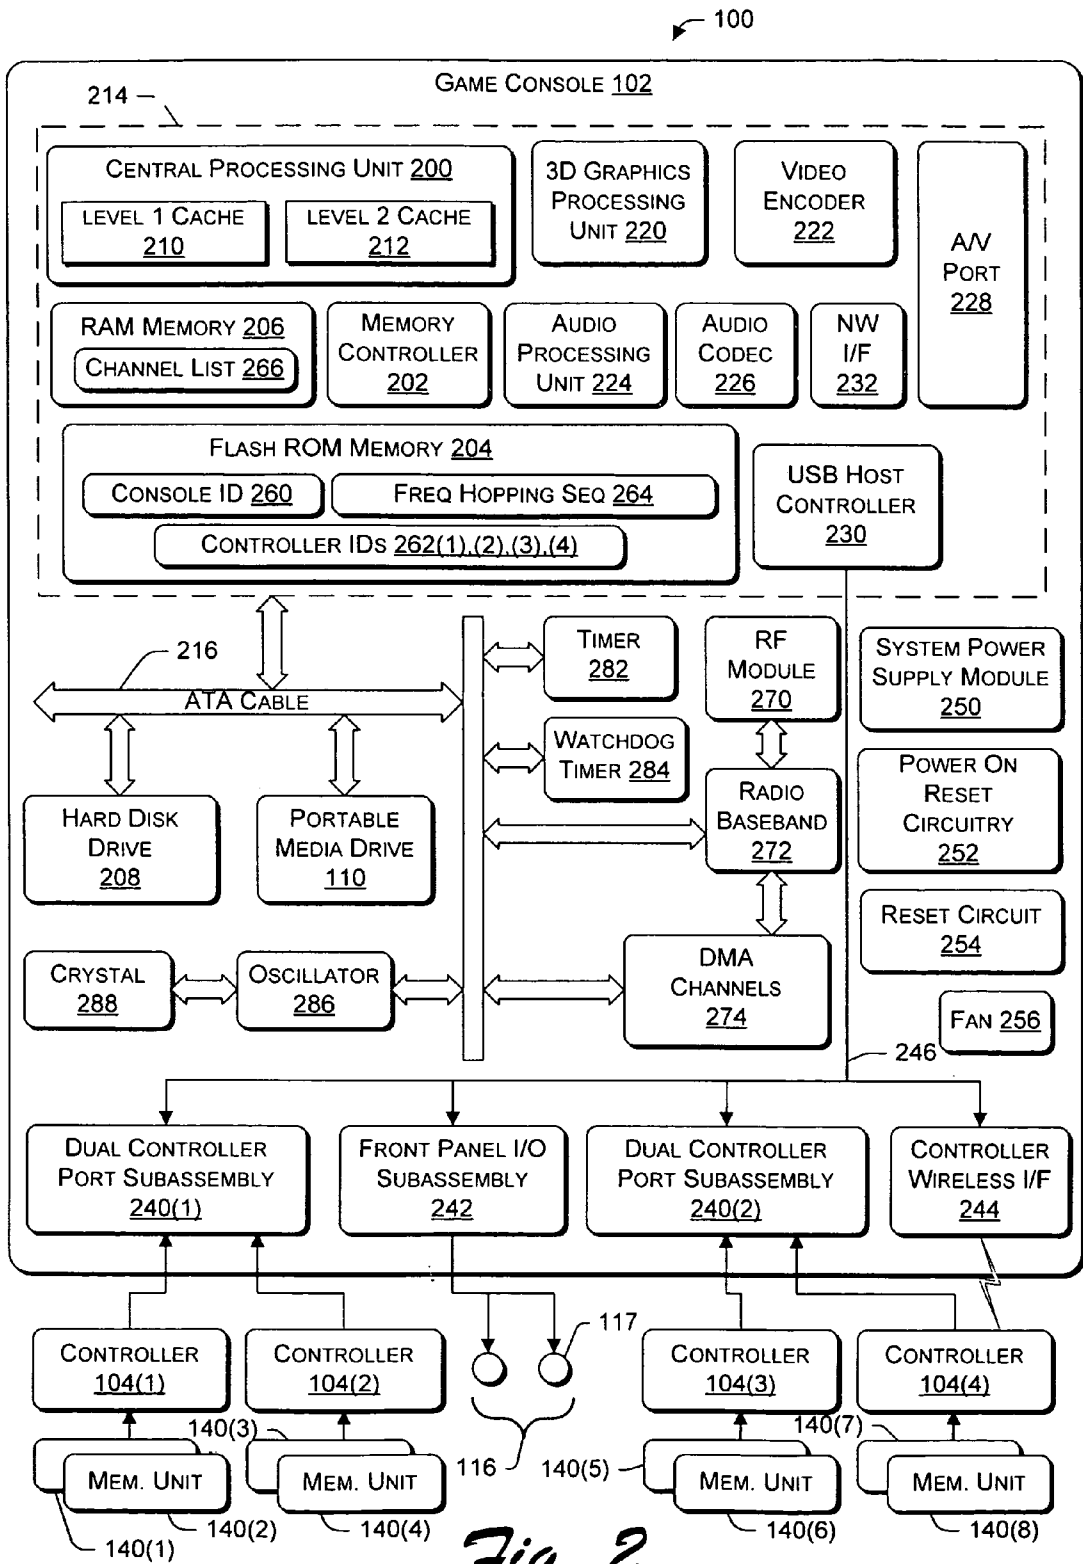 100
GAME CONSOLE 102
214
CENTRAL PROCESSING UNIT 200
LEVEL 1 CACHE
210
LEVEL 2 CACHE
212
3D GRAPHICS
PROCESSING
UNIT 220
VIDEO
ENCODER
222
A/V
PORT
228
RAM MEMORY 206
CHANNEL LIST 266
MEMORY
CONTROLLER
202
AUDIO
PROCESSING
UNIT 224
AUDIO
CODEC
226
NW
I/F
232
FLASH ROM MEMORY 204
CONSOLE ID 260
FREQ HOPPING SEQ 264
CONTROLLER IDS 262(1),(2),(3),(4)
USB HOST
CONTROLLER
230
216
ATA CABLE
TIMER
282
RF
MODULE
270
SYSTEM POWER
SUPPLY MODULE
250
WATCHDOG
TIMER 284
HARD DISK
DRIVE
208
PORTABLE
MEDIA DRIVE
110
RADIO
BASEBAND
272
POWER ON
RESET
CIRCUITRY
252
RESET CIRCUIT
254
CRYSTAL
288
OSCILLATOR
286
DMA
CHANNELS
274
FAN 256
246
DUAL CONTROLLER
PORT SUBASSEMBLY
240(1)
FRONT PANEL I/O
SUBASSEMBLY
242
DUAL CONTROLLER
PORT SUBASSEMBLY
240(2)
CONTROLLER
WIRELESS I/F
244
CONTROLLER
104(1)
CONTROLLER
104(2)
117
CONTROLLER
104(3)
CONTROLLER
104(4)
140(3)
116
140(5)
140(7)
MEM. UNIT
MEM. UNIT
MEM. UNIT
MEM. UNIT
140(1)
140(2)
140(4)
140(6)
140(8)
Fig. 2